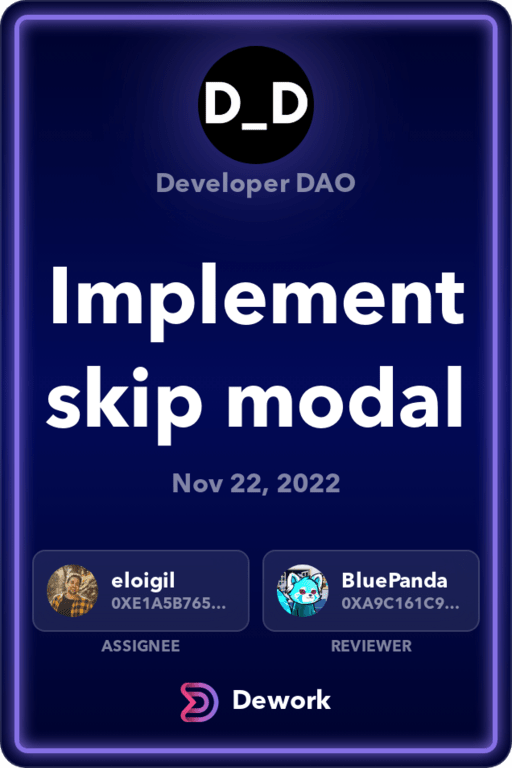 D_D
Developer DAO
Implement
skip modal
Nov 22, 2022
eloigil
0XE1A5B765...
ASSIGNEE
BluePanda
0XA9C161C9...
REVIEWER
Dework